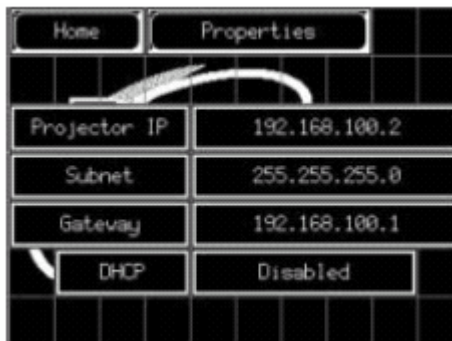 Home Properties
Projector IP 192.168.100.2
Subnet 255.255.255.0
Gateway 192.168.100.1
DHCP Disabled